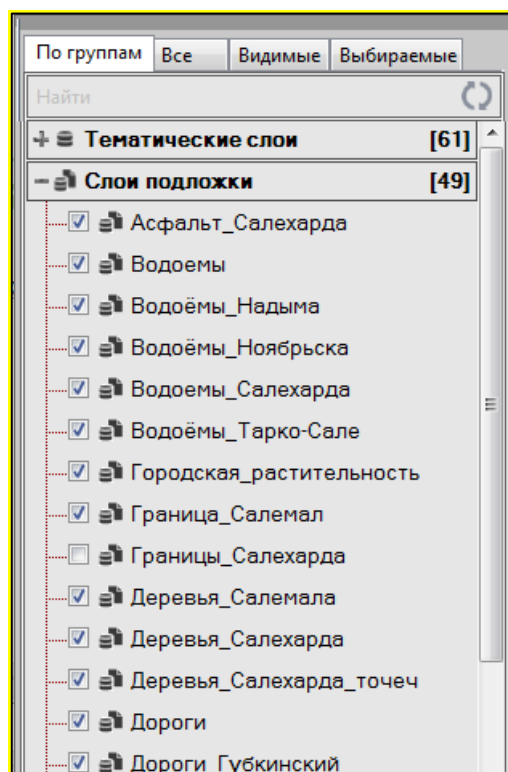 По группам Все Видимые Выбираемые
Найти
Тематические слои [61]
Слои подложки [49]
Асфальт_Салехарда
Водоемы
Водоёмы_Надыма
Водоёмы_Ноябрьска
Водоемы_Салехарда
Водоёмы_Тарко-Сале
Городская_растительность
Граница_Салемал
Границы_Салехарда
Деревья_Салемала
Деревья_Салехарда
Деревья_Салехарда_точеч
Дороги
Дороги_Губкинский